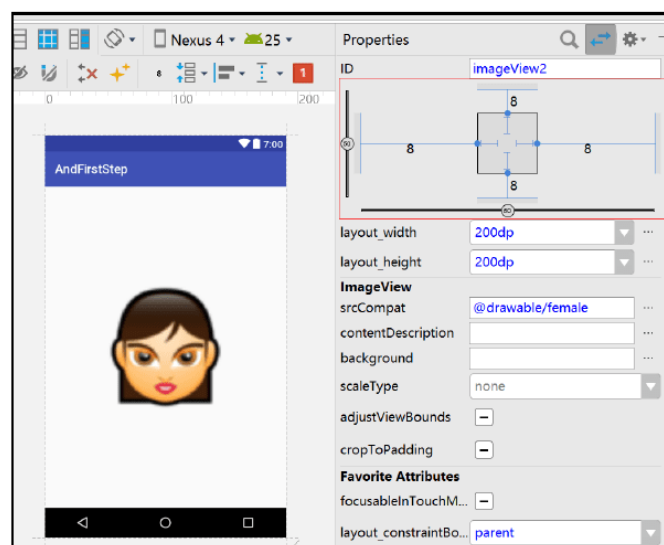 Nexus 4
25
Properties
8
1
ID
imageView2
0
100
200
8
50
8
8
8
50
7:00
AndFirstStep
layout_width
200dp
layout_height
200dp
ImageView
srcCompat
@drawable/female
contentDescription
background
scaleType
none
adjustViewBounds
cropToPadding
Favorite Attributes
focusableInTouchM...
layout_constraintBo...
parent